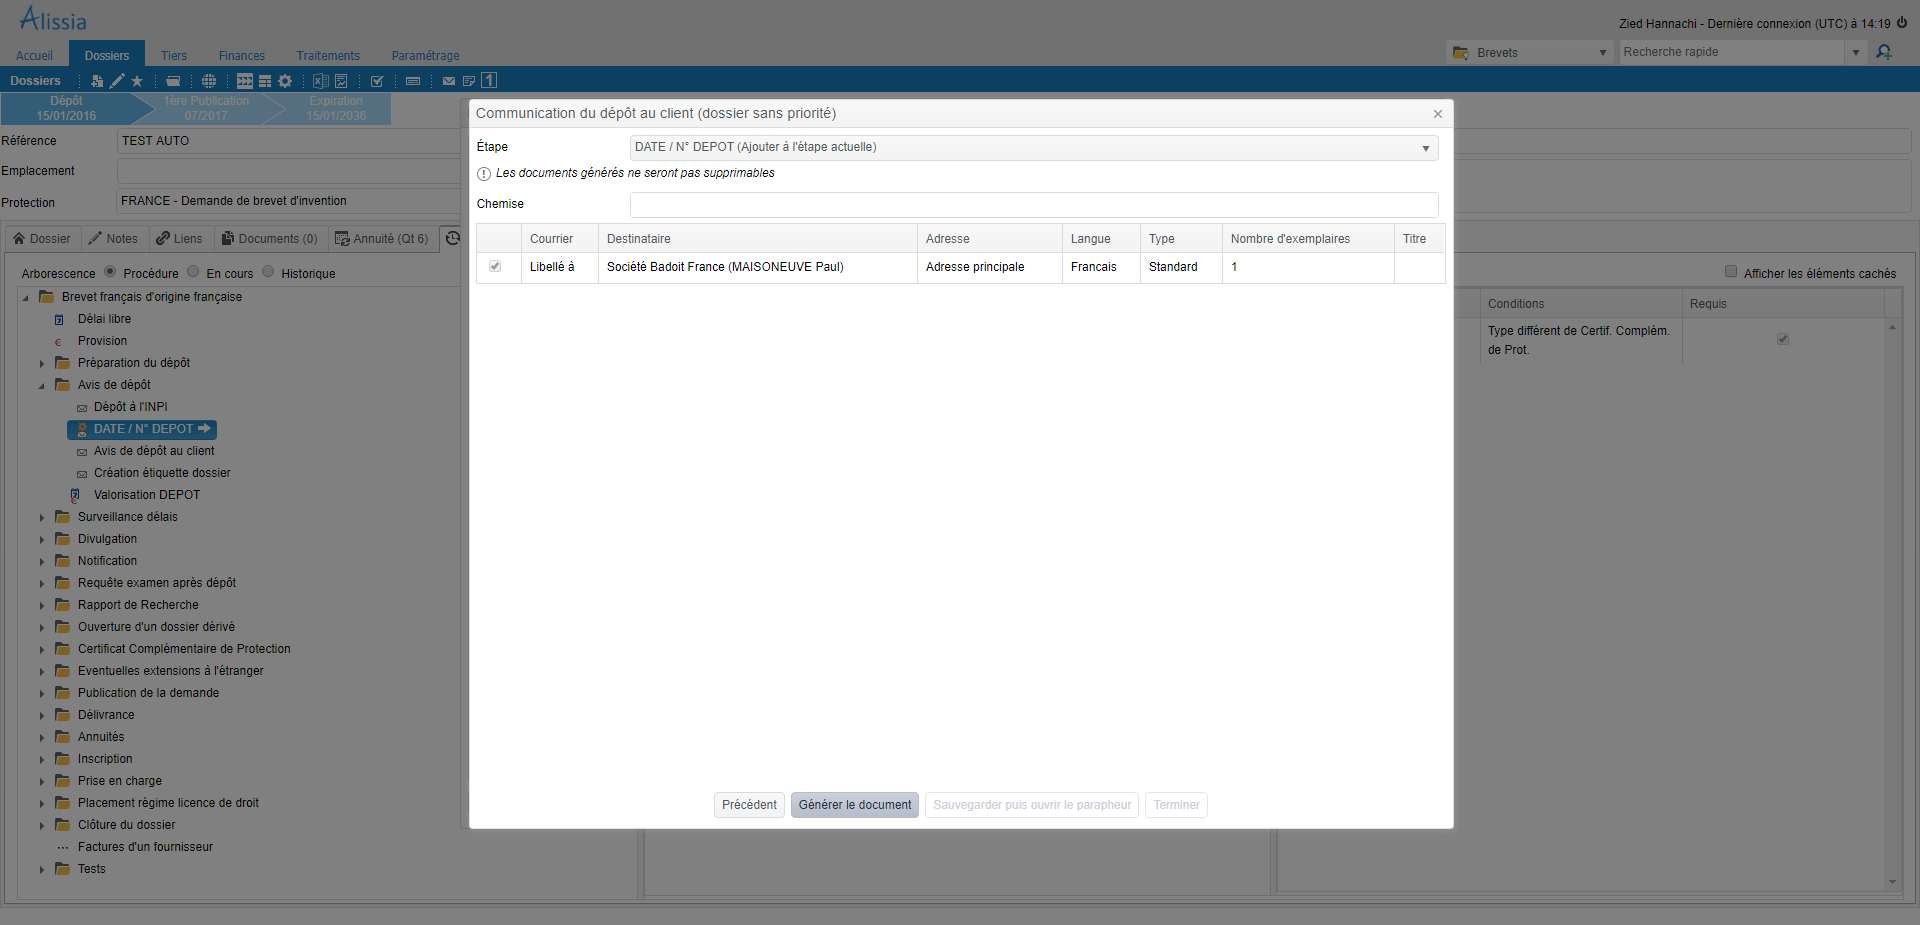 Alissia
Zied Hannachi - Dernière connexion (UTC) à 14:19
Accueil Dossiers Tiers Finances Traitements Paramétrage
Brevets Recherche rapide
Dossiers 1
Dépôt 1ère Publication Expiration
15/01/2016 07/2017 15/01/2036
Référence TEST AUTO
Emplacement
Protection FRANCE - Demande de brevet d'invention
Dossier Notes Liens Documents (0) Annuité (Qt 6)
Arborescence Procédure En cours Historique
Brevet français d'origine française
Délai libre
Provision
Préparation du dépôt
Avis de dépôt
Dépôt à l'INPI
DATE / N° DEPOT
Avis de dépôt au client
Création étiquette dossier
Valorisation DEPOT
Surveillance délais
Divulgation
Notification
Requête examen après dépôt
Rapport de Recherche
Ouverture d'un dossier dérivé
Certificat Complémentaire de Protection
Eventuelles extensions à l'étranger
Publication de la demande
Délivrance
Annuités
Inscription
Prise en charge
Placement régime licence de droit
Clôture du dossier
Factures d'un fournisseur
Tests
Communication du dépôt au client (dossier sans priorité)
Étape DATE / N° DEPOT (Ajouter à l'étape actuelle)
Les documents générés ne seront pas supprimables
Chemise
Courrier Destinataire Adresse Langue Type Nombre d'exemplaires Titre
Libellé à Société Badoit France (MAISONEUVE Paul) Adresse principale Francais Standard 1
Précédent Générer le document Sauvegarder puis ouvrir le parapheur Terminer
Afficher les éléments cachés
Conditions Requis
Type différent de Certif. Complém.
de Prot.